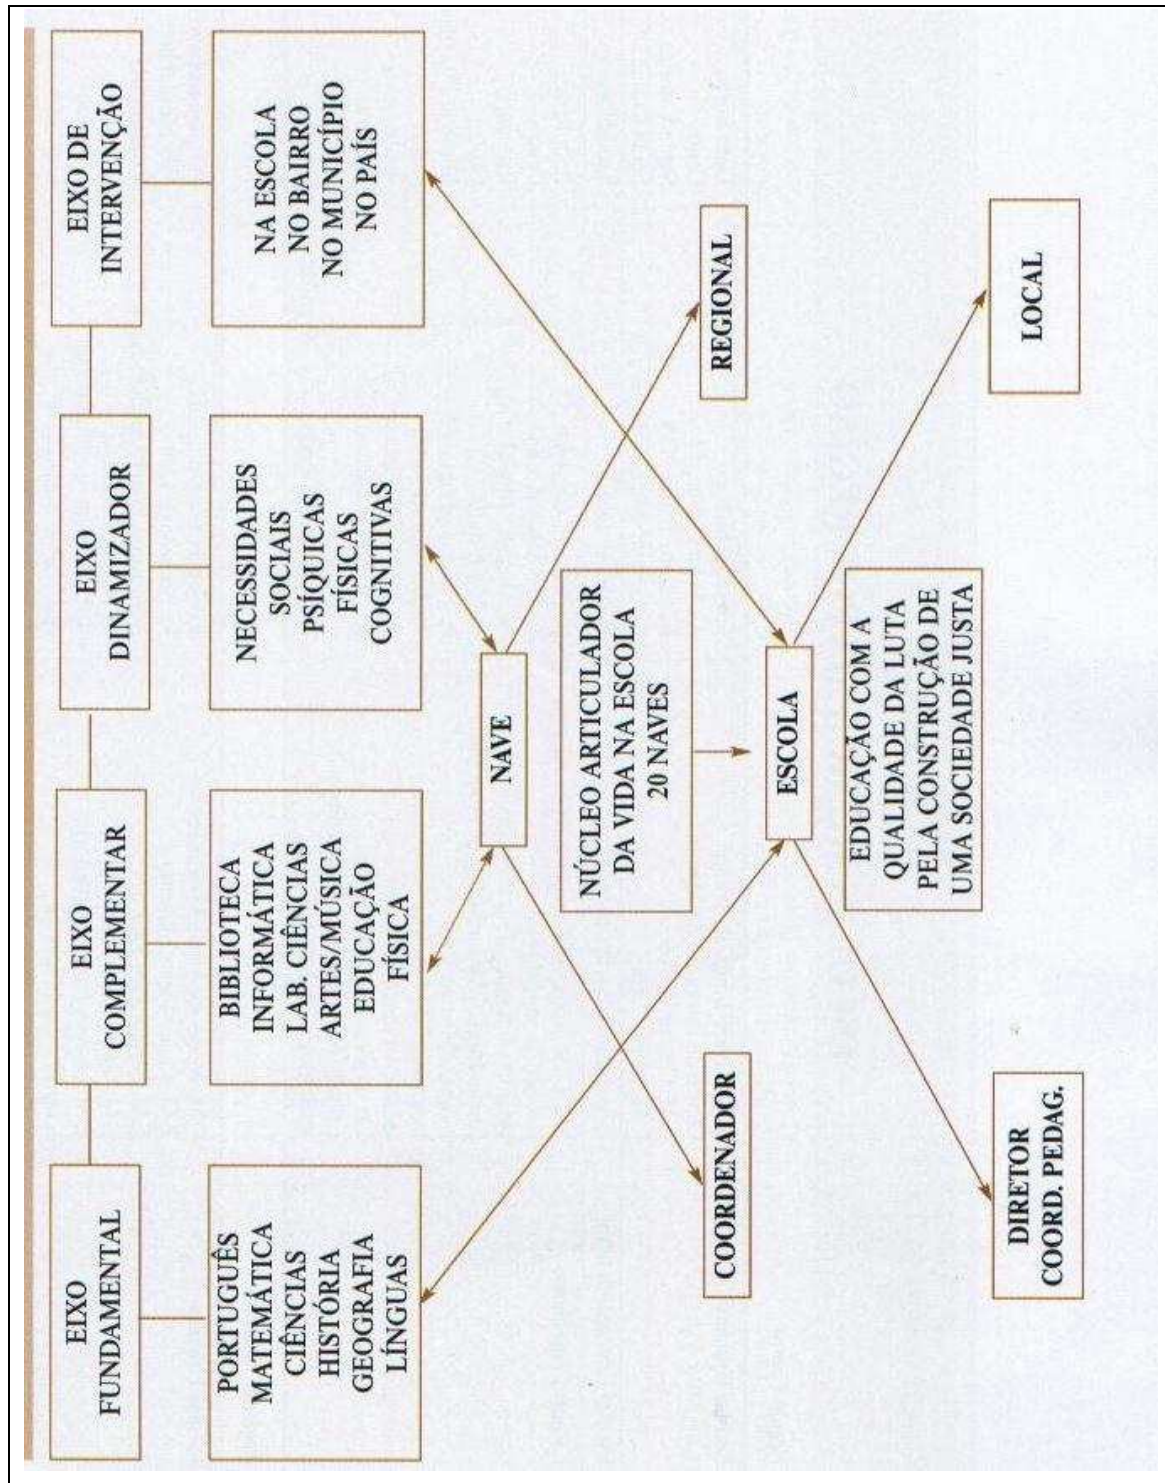 EIXO
FUNDAMENTAL
EIXO
COMPLEMENTAR
EIXO
DINAMIZADOR
EIXO DE
INTERVENÇÃO
PORTUGUÊS
MATEMÁTICA
CIÊNCIAS
HISTÓRIA
GEOGRAFIA
LÍNGUAS
BIBLIOTECA
INFORMÁTICA
LAB. CIÊNCIAS
ARTES/MÚSICA
EDUCAÇÃO
FÍSICA
NECESSIDADES
SOCIAIS
PSÍQUICAS
FÍSICAS
COGNITIVAS
NA ESCOLA
NO BAIRRO
NO MUNICÍPIO
NO PAÍS
NAVE
NÚCLEO ARTICULADOR
DA VIDA NA ESCOLA
20 NAVES
COORDENADOR
REGIONAL
ESCOLA
EDUCAÇÃO COM A
QUALIDADE DA LUTA
PELA CONSTRUÇÃO DE
UMA SOCIEDADE JUSTA
DIRETOR
COORD. PEDAG.
LOCAL